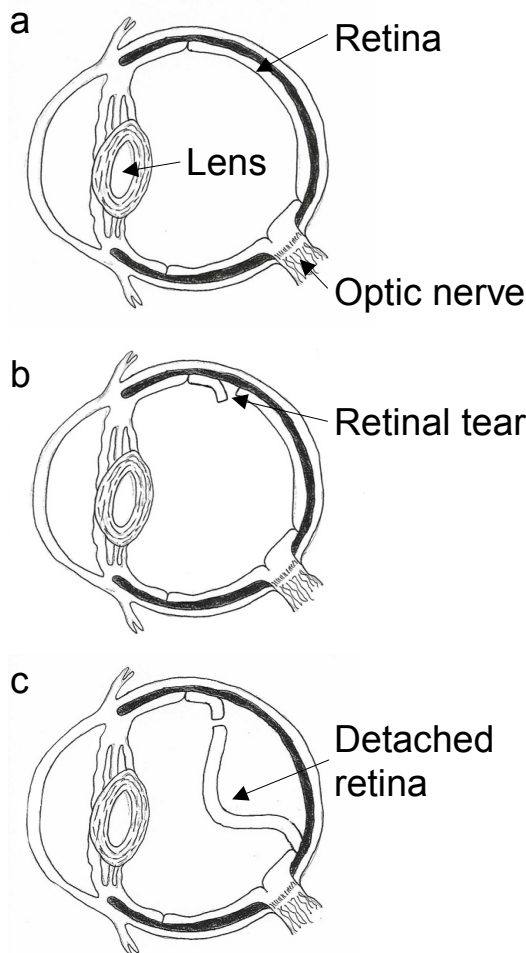 a
Retina
Lens
Optic nerve
b
Retinal tear
c
Detached
retina